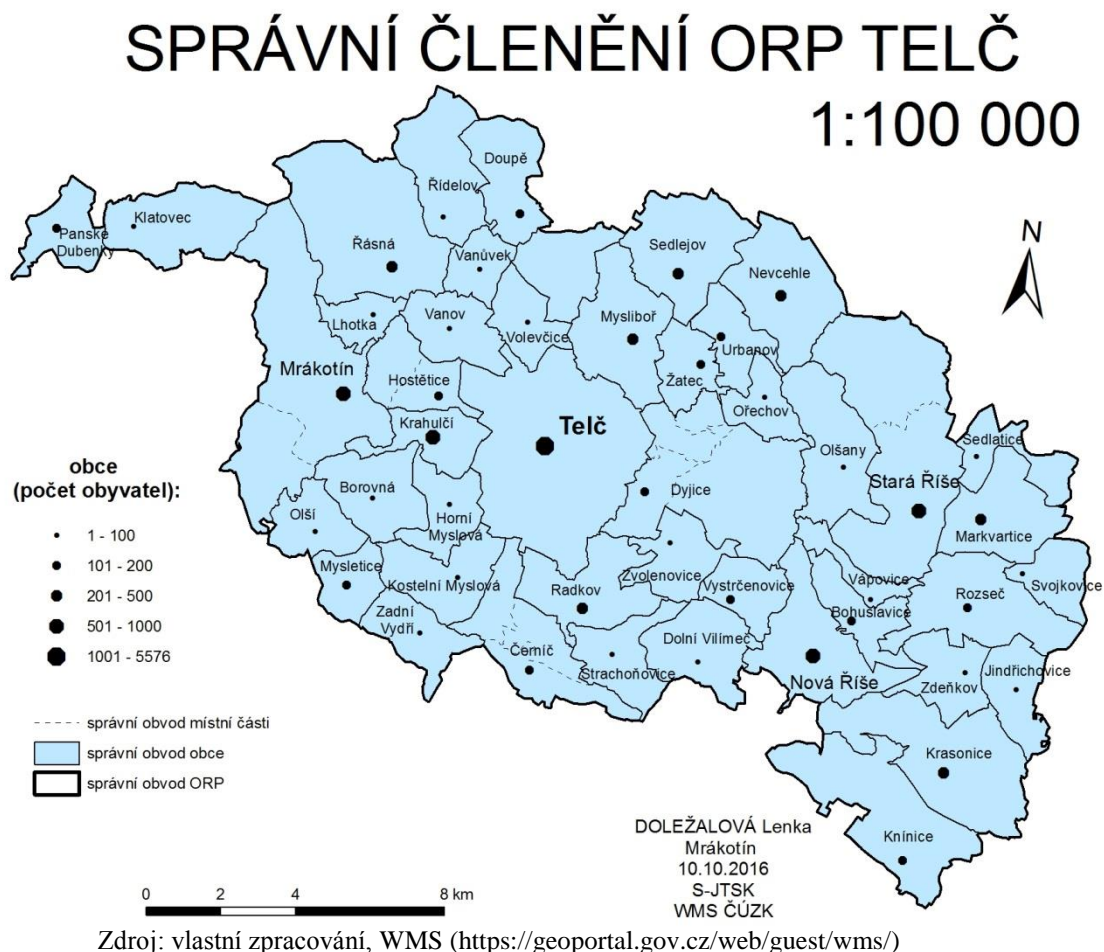 SPRÁVNÍ ČLENĚNÍ ORP TELČ
1:100 000
Doupě
Řídelov
Klatovec
Panské
Dubenky
N
Řásná
Vanůvek
Sedlejov
Nevcehle
Lhotka
Vanov
Volevčice
Mysliboř
Urbanov
Mrákotín
Hostětice
Žatec
Ořechov
Krahulčí
Telč
Olšany
Sedlatice
obce
(počet obyvatel):
Borovná
Dyjice
Stará Říše
Olší
Horní
Myslová
Markvartice
1 - 100
101 - 200
201 - 500
501 - 1000
1001 - 5576
Mysletice
Kostelní Myslová
Radkov
Zvolenovice
Vystrčenovice
Vápovice
Bohuslavice
Rozseč
Svojkovice
Zadní
Vydří
Černíč
Strachoňovice
Dolní Vilímeč
Nová Říše
Zdeňkov
Jindřichovice
správní obvod místní části
správní obvod obce
správní obvod ORP
Krasonice
Knínice
DOLEŽALOVÁ Lenka
Mrákotín
10.10.2016
S-JTSK
WMS ČÚZK
0 2 4 8 km
Zdroj: vlastní zpracování, WMS (https://geoportal.gov.cz/web/guest/wms/)